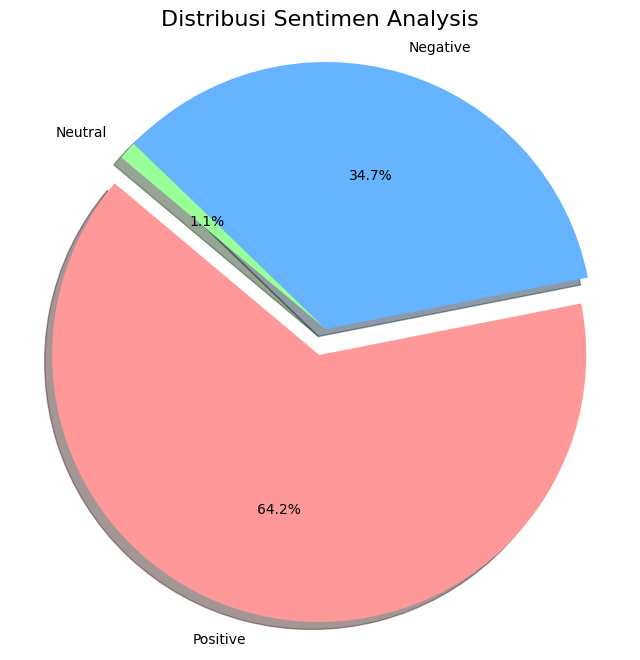 Distribusi Sentimen Analysis
Negative
Neutral
34.7%
1.1%
64.2%
Positive